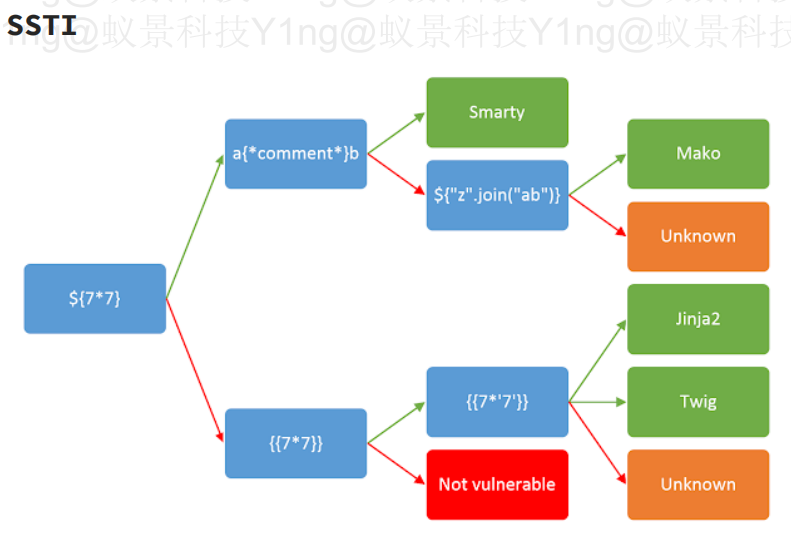 ng@蚁景科技Y1ng@蚁景科技Y1ng@蚁景科技
SSTI
Smarty
a{*comment*}b
Mako
${"z".join("ab")}
Unknown
${7*7}
Jinja2
{{7*'7'}}
Twig
{{7*7}}
Not vulnerable
Unknown